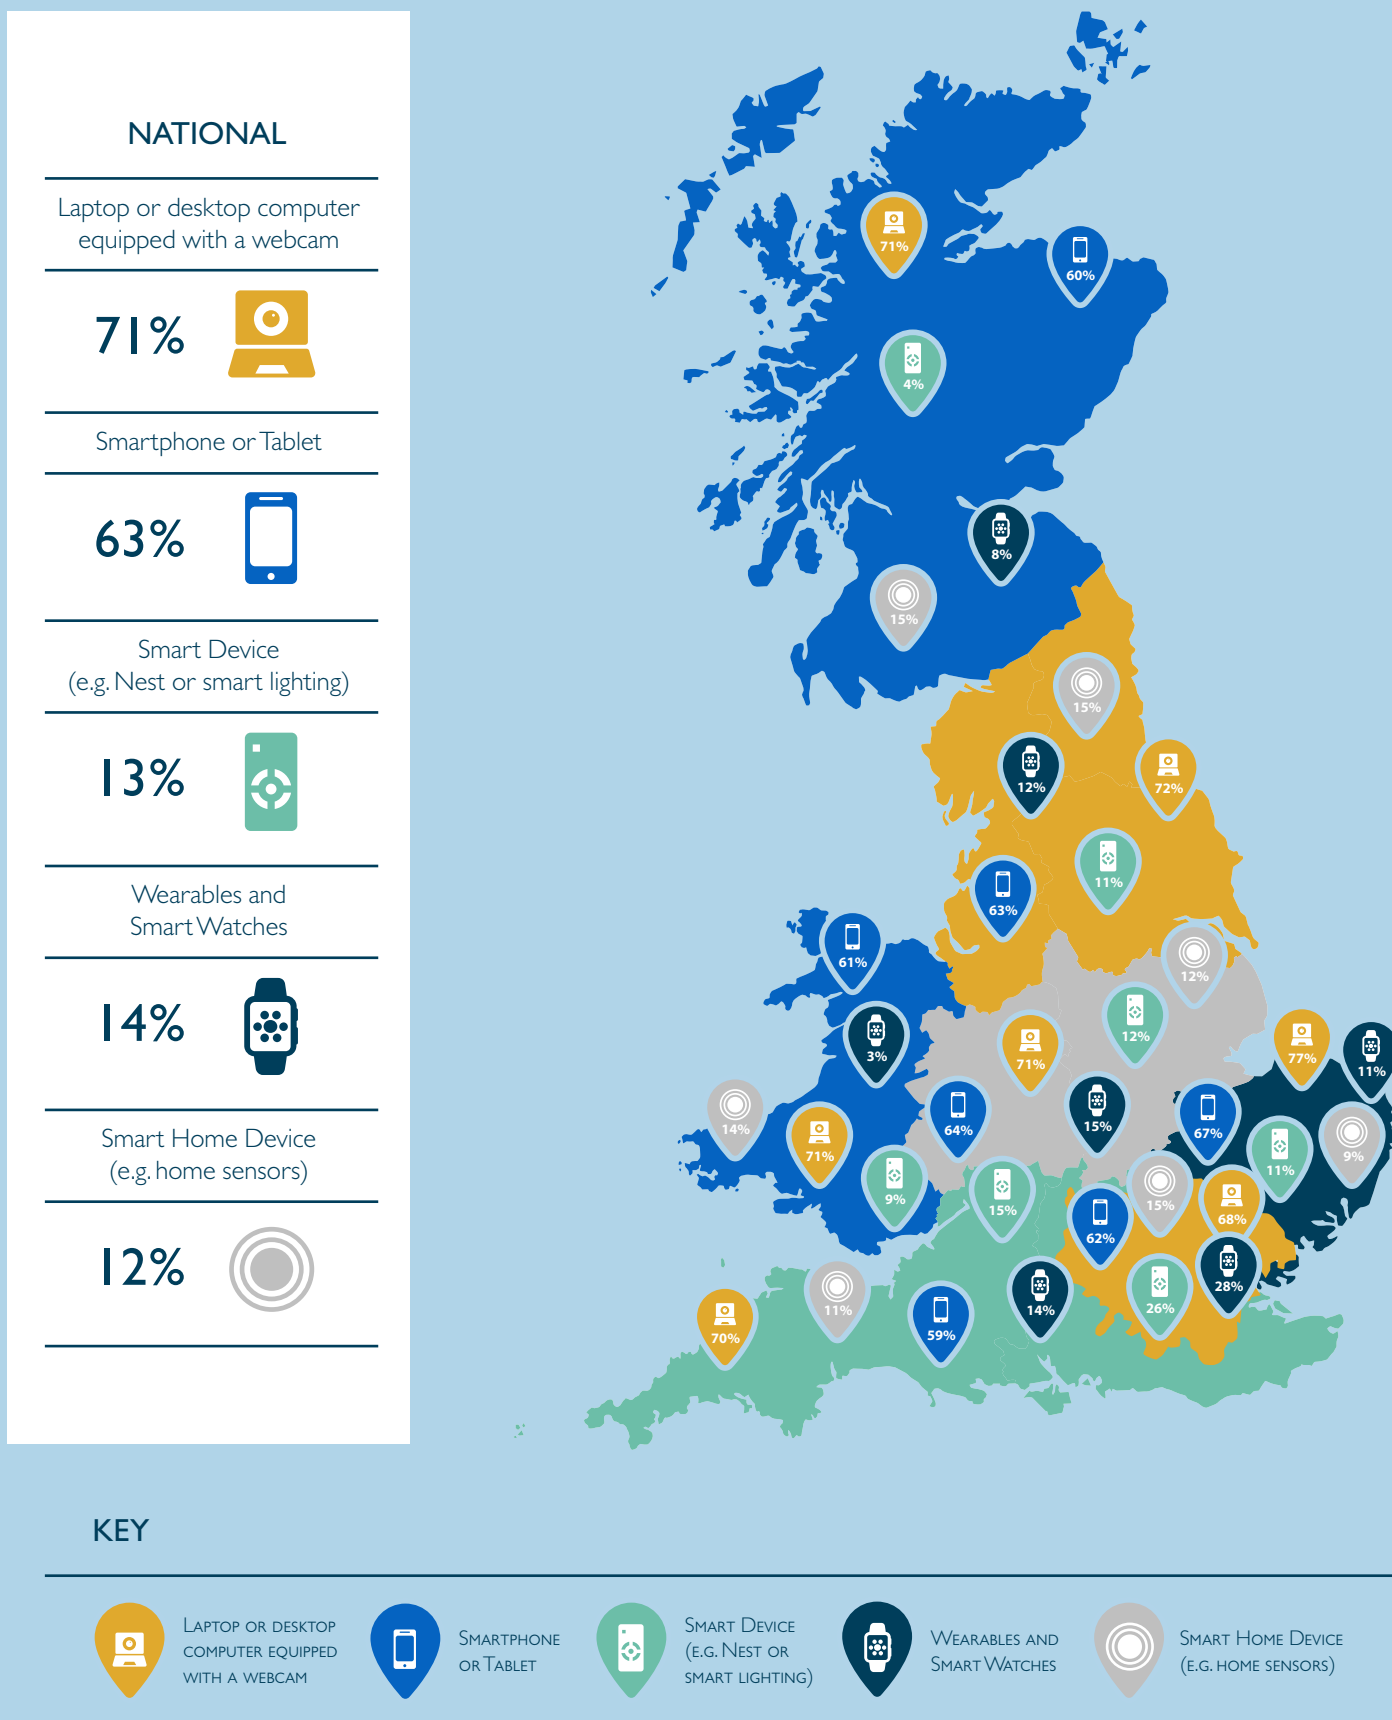 NATIONAL
Laptop or desktop computer
equipped with a webcam
71%
Smartphone or Tablet
63%
Smart Device
(e.g. Nest or smart lighting)
13%
Wearables and
Smart Watches
14%
Smart Home Device
(e.g. home sensors)
12%
71%
60%
4%
8%
15%
15%
12%
72%
11%
63%
12%
61%
12%
3%
71%
77%
11%
14%
71%
64%
15%
67%
11%
9%
9%
15%
15%
62%
68%
28%
11%
14%
26%
70%
59%
KEY
Laptop or desktop
computer equipped
with a webcam
Smartphone
or Tablet
Smart Device
(e.g. Nest or
smart lighting)
Wearables and
Smart Watches
Smart Home Device
(e.g. home sensors)